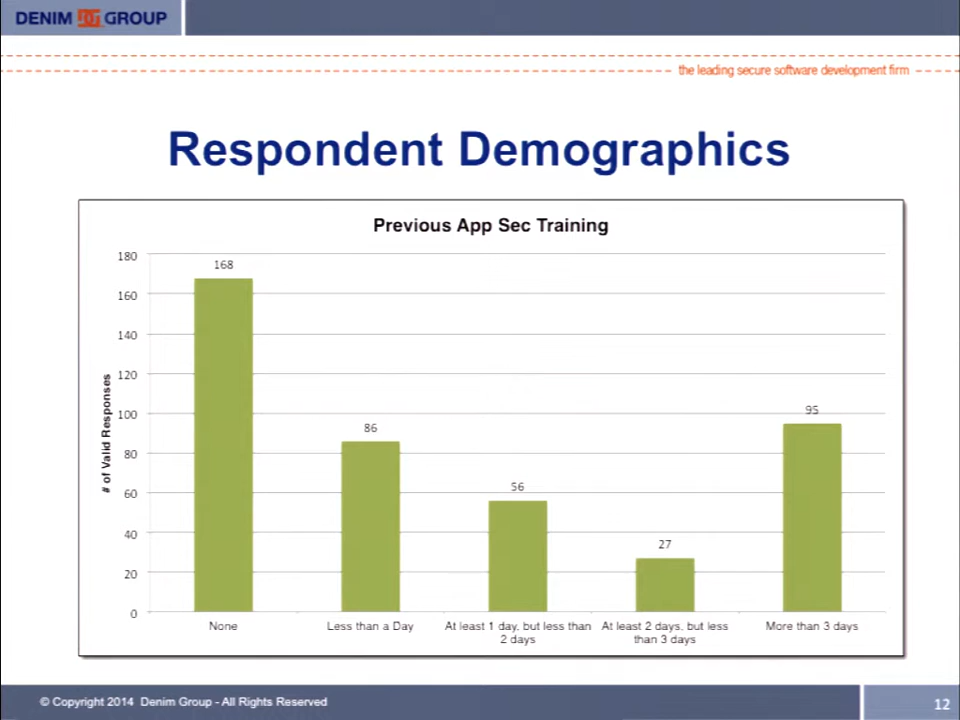 DENIM GROUP
the leading secure software development firm
Respondent Demographics
Previous App Sec Training
# of Valid Responses
180
160
140
120
100
80
60
40
20
0
168
86
56
27
95
None
Less than a Day
At least 1 day, but less than
2 days
At least 2 days, but less
than 3 days
More than 3 days
© Copyright 2014 Denim Group - All Rights Reserved
12